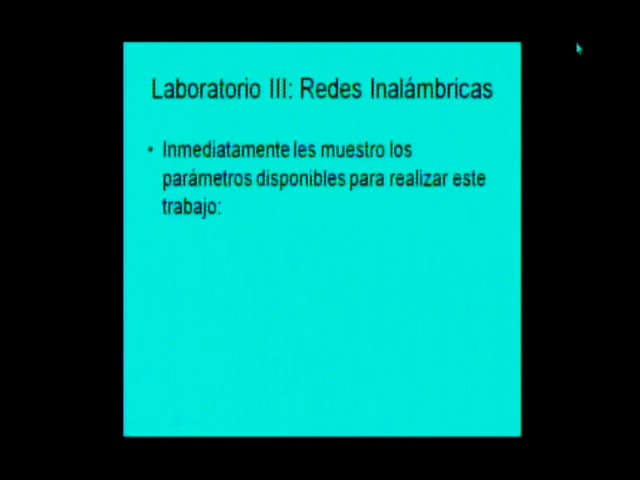 Laboratorio III: Redes Inalámbricas
• Inmediatamente les muestro los
parámetros disponibles para realizar este
trabajo: